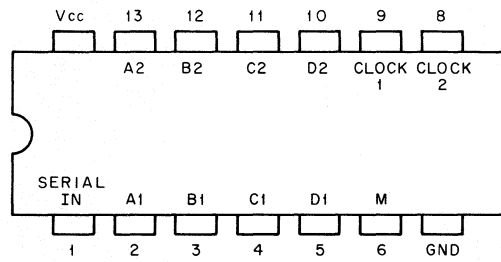 Vcc 13 12 11 10 9 8
A2 B2 C2 D2 CLOCK 1 CLOCK 2
SERIAL IN A1 B1 C1 D1 M
1 2 3 4 5 6 GND